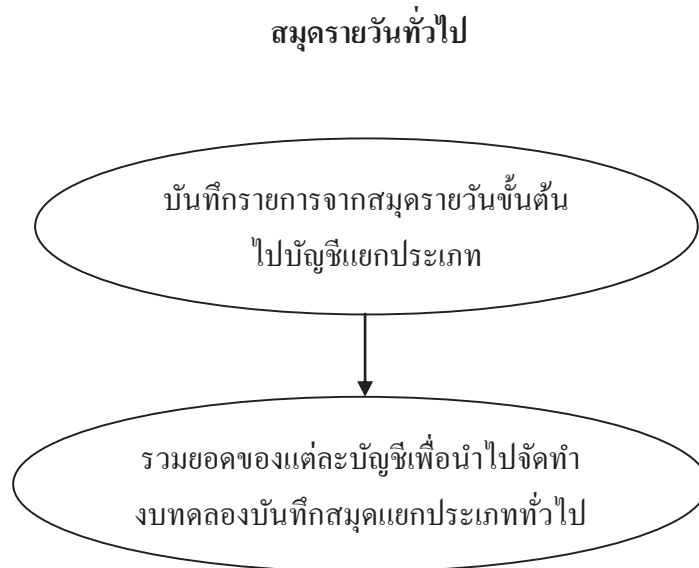 สมุดรายวันทั่วไป
บันทึกรายการจากสมุดรายวันขั้นต้น
ไปบัญชีแยกประเภท
รวมยอดของแต่ละบัญชีเพื่อนำไปจัดทำ
งบทดลองบันทึกสมุดแยกประเภททั่วไป